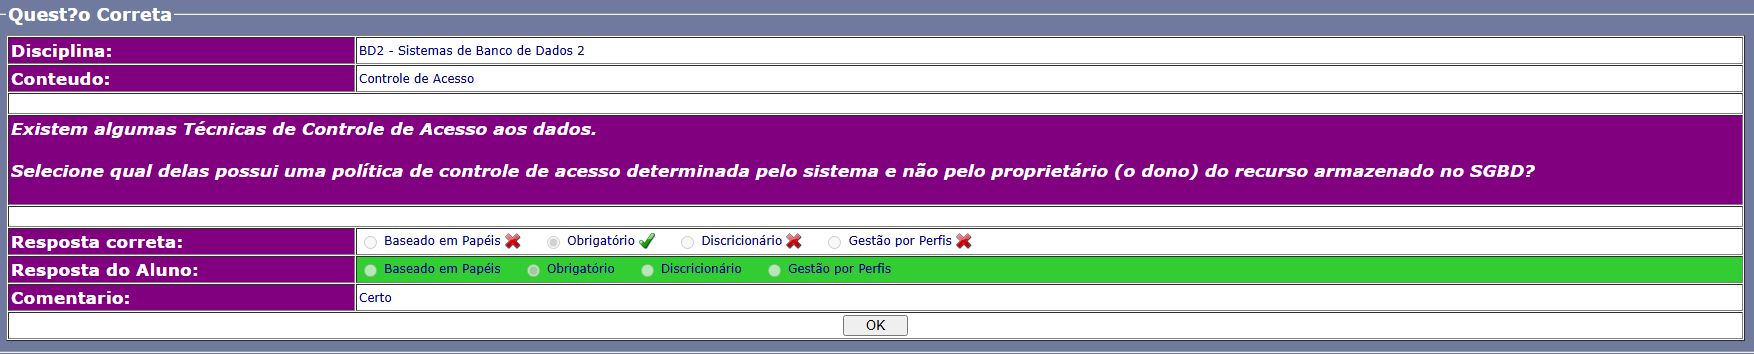 Quest?o Correta
Disciplina: BD2 - Sistemas de Banco de Dados 2
Conteudo: Controle de Acesso
Existem algumas Técnicas de Controle de Acesso aos dados.
Selecione qual delas possui uma política de controle de acesso determinada pelo sistema e não pelo proprietário (o dono) do recurso armazenado no SGBD?
Resposta correta: Baseado em Papéis Obrigatório Discricionário Gestão por Perfis
Resposta do Aluno: Baseado em Papéis Obrigatório Discricionário Gestão por Perfis
Comentario: Certo
OK